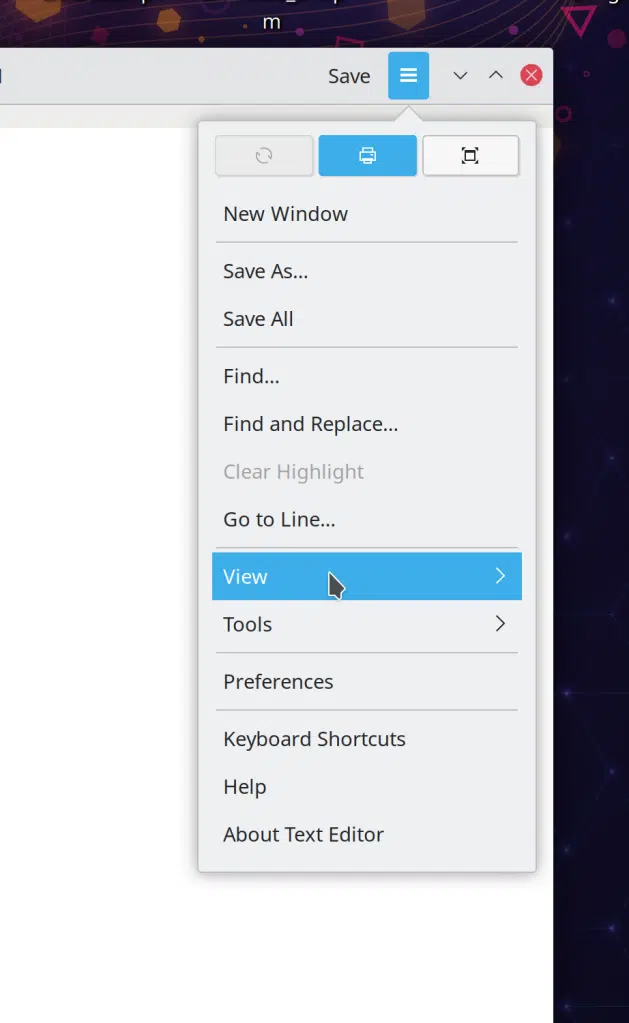 m
Save
New Window
Save As...
Save All
Find...
Find and Replace...
Clear Highlight
Go to Line...
View
Tools
Preferences
Keyboard Shortcuts
Help
About Text Editor